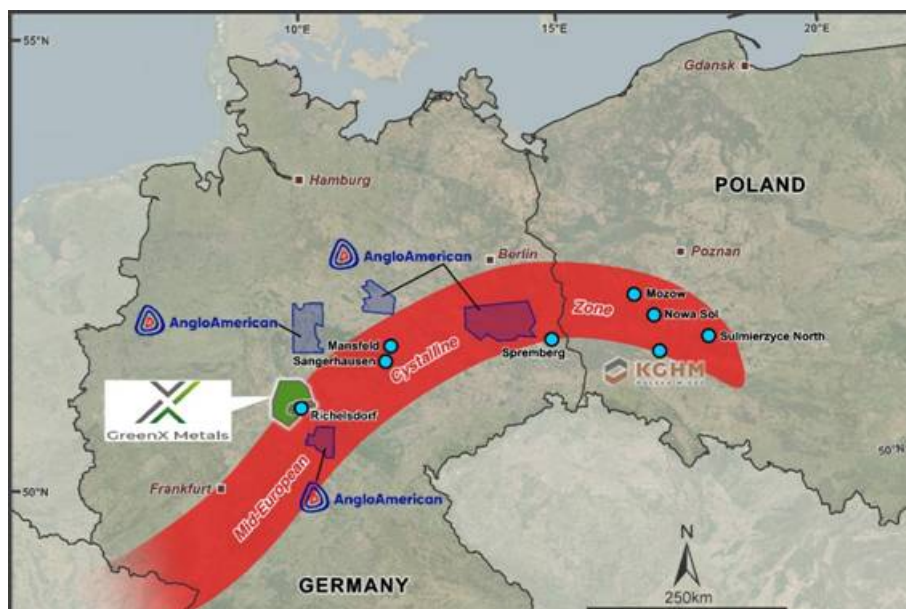 10°E
15°E
20°E
55°N
Gdansk
Hamburg
POLAND
AngloAmerican
Berlin
Poznan
AngloAmerican
Mozów
Nowa Sol
Zone
Sulmierzyce North
Mansfeld
Sangerhausen
Cystalline
Spremberg
KGHM
GreenX Metals
Richelsdorf
50°N
50°N
Frankfurt
Mid-European
AngloAmerican
N
GERMANY
250km